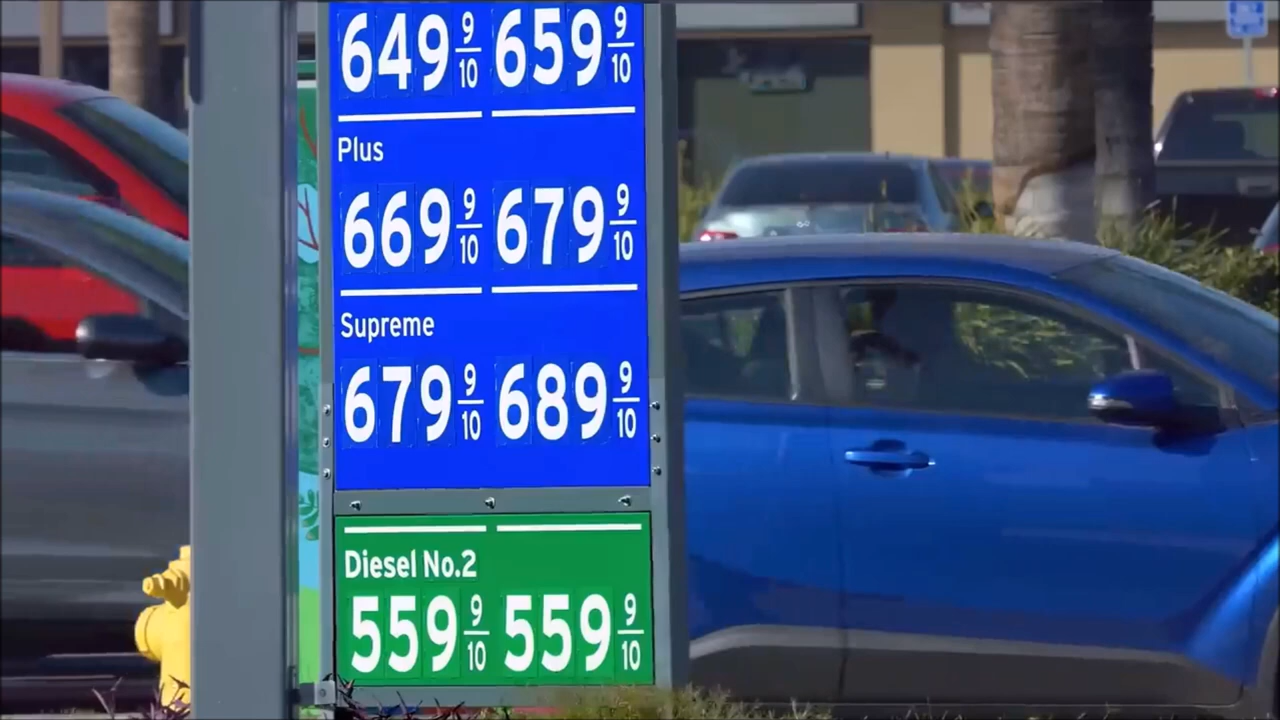 649 9/10 659 9/10
Plus
669 9/10 679 9/10
Supreme
679 9/10 689 9/10
Diesel No.2
559 9/10 559 9/10